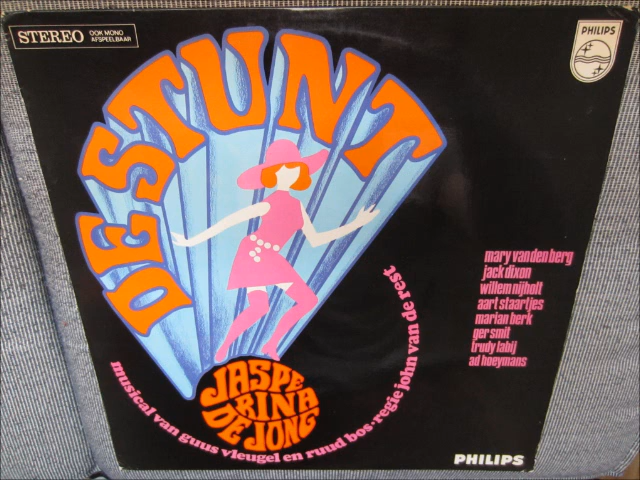 STEREO
OOK MONO
AFSPEELBAAR
PHILIPS
DE STUNT
mary van den berg
jack dixon
willem nijholt
aart staartjes
marian berk
ger smit
trudy labij
ad hoeymans
JASPE
RINA
DE JONG
musical van guus vleugel en ruud bos·regie john van de rest
PHILIPS